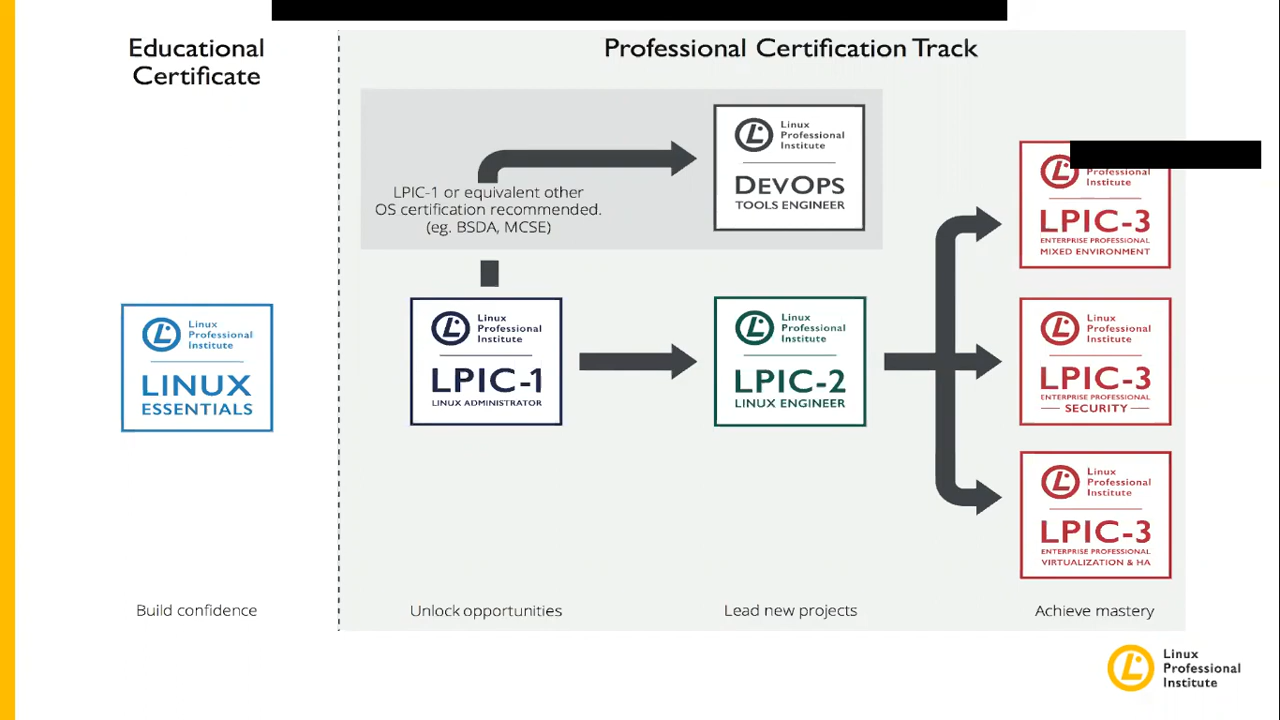 Educational
Certificate
Professional Certification Track
Linux
Professional
Institute
DEVOPS
TOOLS ENGINEER
LPIC-1 or equivalent other
OS certification recommended.
(eg. BSDA, MCSE)
Professional
Institute
LPIC-3
ENTERPRISE PROFESSIONAL
MIXED ENVIRONMENT
Linux
Professional
Institute
LINUX
ESSENTIALS
Linux
Professional
Institute
LPIC-1
LINUX ADMINISTRATOR
Linux
Professional
Institute
LPIC-2
LINUX ENGINEER
Linux
Professional
Institute
LPIC-3
ENTERPRISE PROFESSIONAL
SECURITY
Linux
Professional
Institute
LPIC-3
ENTERPRISE PROFESSIONAL
VIRTUALIZATION & HA
Build confidence
Unlock opportunities
Lead new projects
Achieve mastery
Linux
Professional
Institute